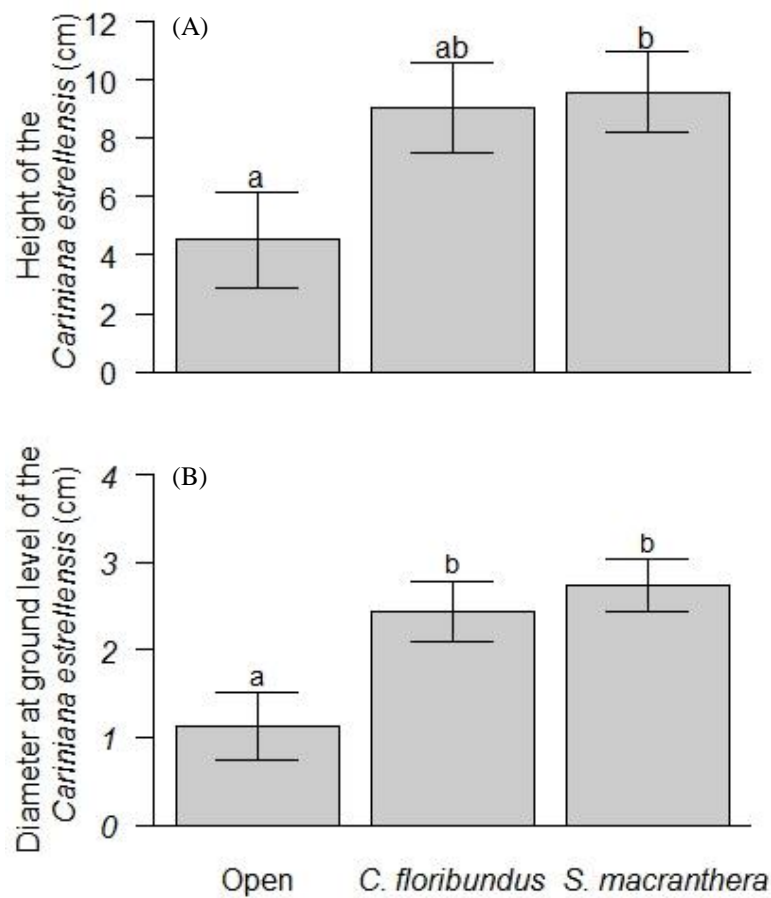 (A)
Height of the
Cariniana estrellensis (cm)
12
10
8
6
4
2
0
a
ab
b
(B)
Diameter at ground level of the
Cariniana estrellensis (cm)
4
3
2
1
0
a
b
b
Open C. floribundus S. macranthera